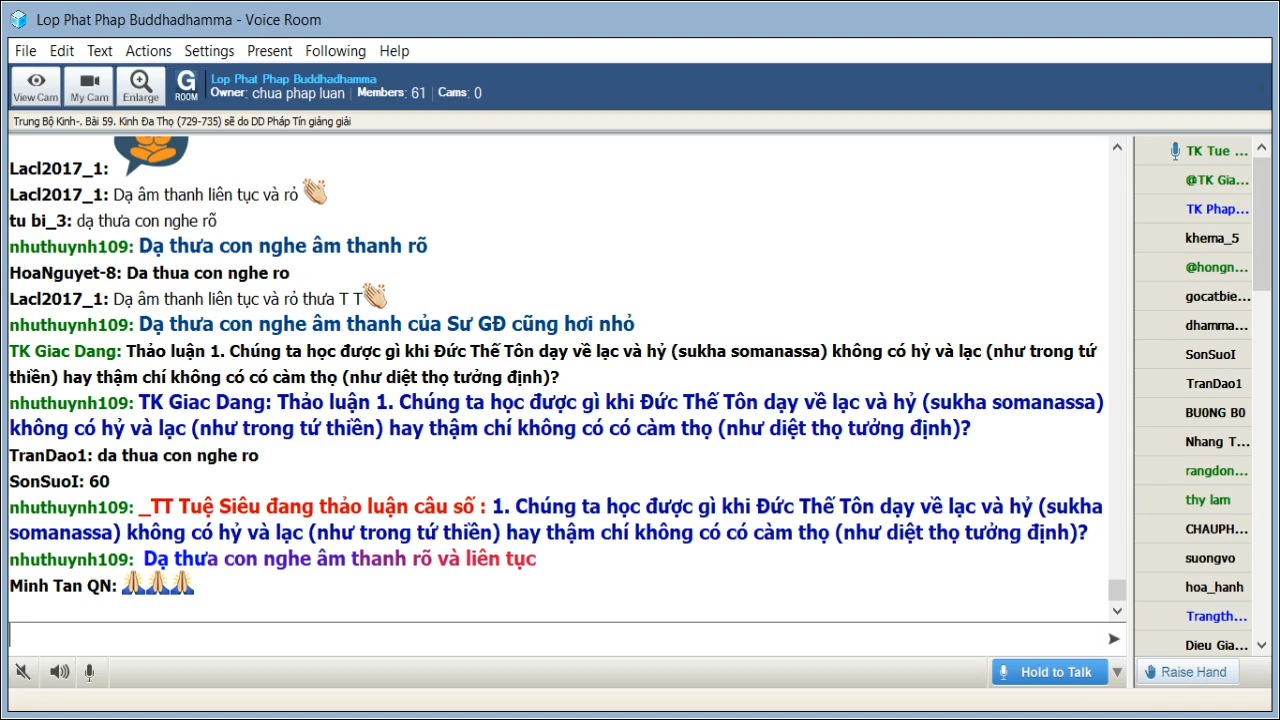 Lop Phat Phap Buddhadhamma - Voice Room
File Edit Text Actions Settings Present Following Help
View Cam My Cam Enlarge G ROOM
Lop Phat Phap Buddhadhamma
Owner: chua phap luan | Members: 61 | Cams: 0
Trung Bộ Kinh-. Bài 59. Kinh Đa Thọ (729-735) sẽ do DD Pháp Tín giảng giải
Lacl2017_1:
Lacl2017_1: Dạ âm thanh liên tục và rỏ
tu bi_3: dạ thưa con nghe rõ
nhuthuynh109: Dạ thưa con nghe âm thanh rõ
HoaNguyet-8: Da thua con nghe ro
Lacl2017_1: Dạ âm thanh liên tục và rỏ thưa T T
nhuthuynh109: Dạ thưa con nghe âm thanh của Sư GĐ cũng hơi nhỏ
TK Giac Dang: Thảo luận 1. Chúng ta học được gì khi Đức Thế Tôn dạy về lạc và hỷ (sukha somanassa) không có hỷ và lạc (như trong tứ
thiền) hay thậm chí không có có càm thọ (như diệt thọ tưởng định)?
nhuthuynh109: TK Giac Dang: Thảo luận 1. Chúng ta học được gì khi Đức Thế Tôn dạy về lạc và hỷ (sukha somanassa)
không có hỷ và lạc (như trong tứ thiền) hay thậm chí không có có càm thọ (như diệt thọ tưởng định)?
TranDao1: da thua con nghe ro
SonSuoI: 60
nhuthuynh109: _TT Tuệ Siêu đang thảo luận câu số : 1. Chúng ta học được gì khi Đức Thế Tôn dạy về lạc và hỷ (sukha
somanassa) không có hỷ và lạc (như trong tứ thiền) hay thậm chí không có có càm thọ (như diệt thọ tưởng định)?
nhuthuynh109: Dạ thưa con nghe âm thanh rõ và liên tục
Minh Tan QN:
TK Tue ...
@TK Gia...
TK Phap...
khema_5
@hongn...
gocatbie...
dhamma...
SonSuoI
TranDao1
BU0NG B0
Nhang T...
rangdon...
thy lam
CHAUPH...
suongvo
hoa_hanh
Trangth...
Dieu Gia...
Hold to Talk
Raise Hand